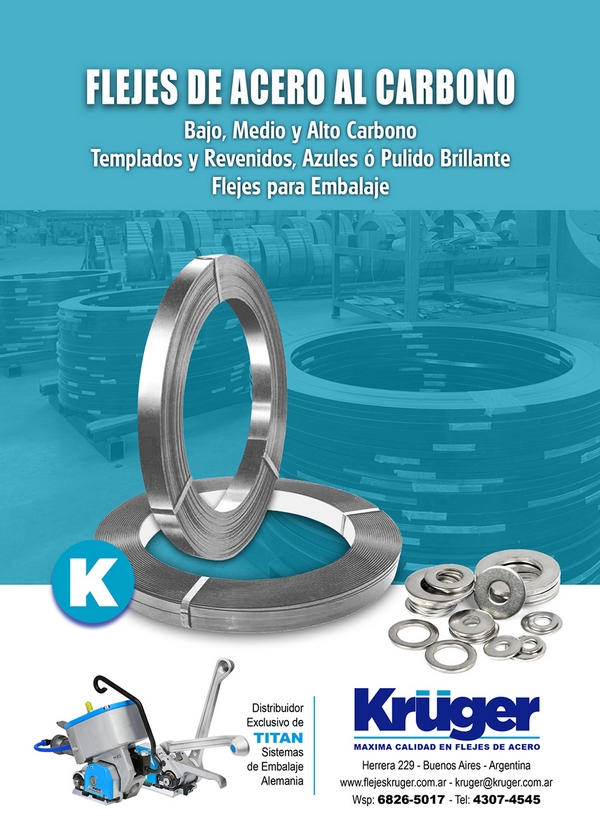 FLEJES DE ACERO AL CARBONO
Bajo, Medio y Alto Carbono
Templados y Revenidos, Azules ó Pulido Brillante
Flejes para Embalaje
K
Distribuidor
Exclusivo de
TITAN
Sistemas
de Embalaje
Alemania
Krüger
MAXIMA CALIDAD EN FLEJES DE ACERO
Herrera 229 - Buenos Aires - Argentina
www.flejeskruger.com.ar - kruger@kruger.com.ar
Wsp: 6826-5017 - Tel: 4307-4545